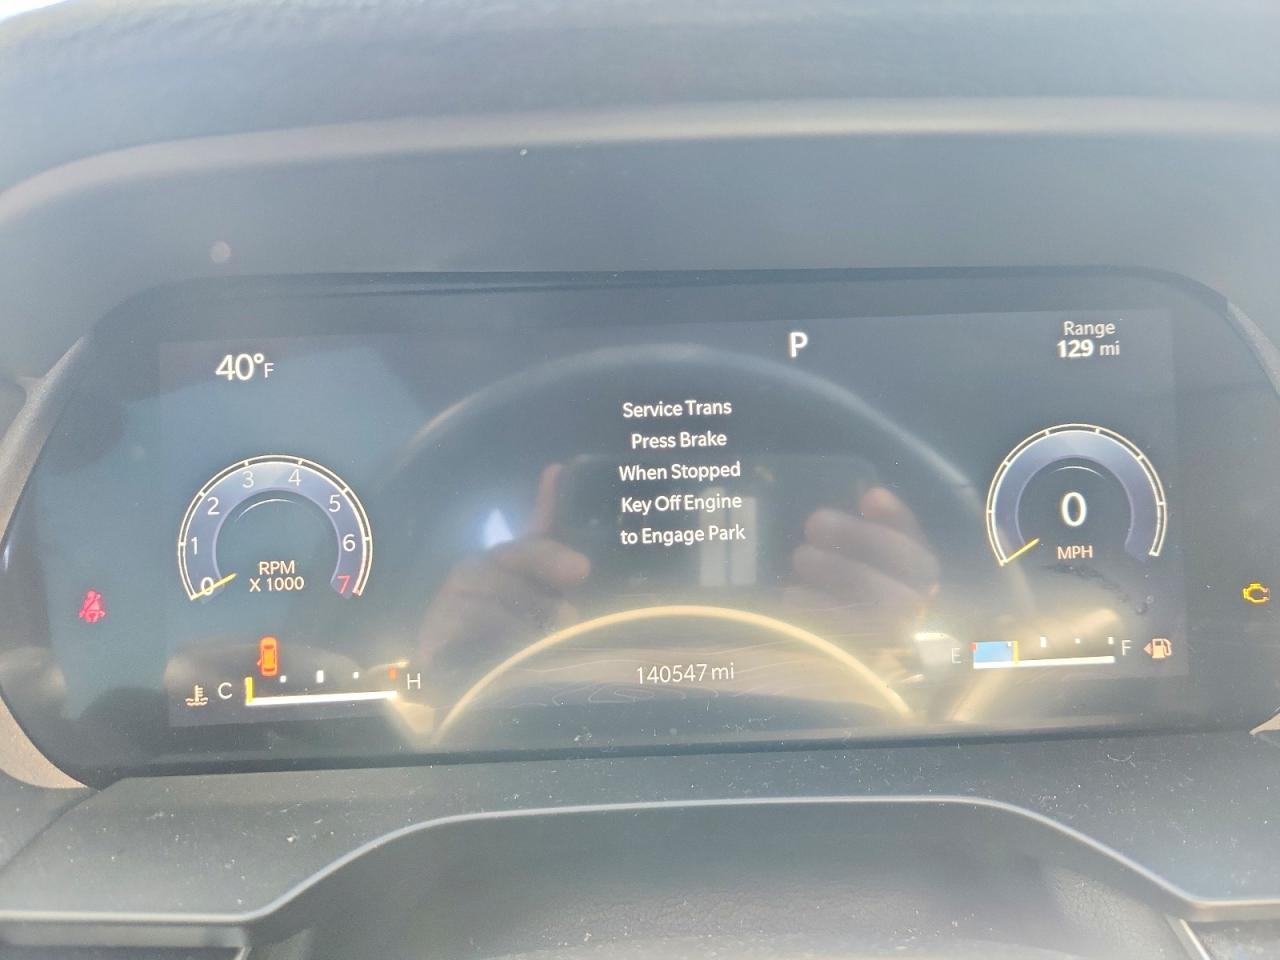 40°F
P
Range
129 mi
Service Trans
Press Brake
When Stopped
Key Off Engine
to Engage Park
0 1 2 3 4 5 6 7
RPM
X 1000
0
MPH
C H
140547 mi
E F